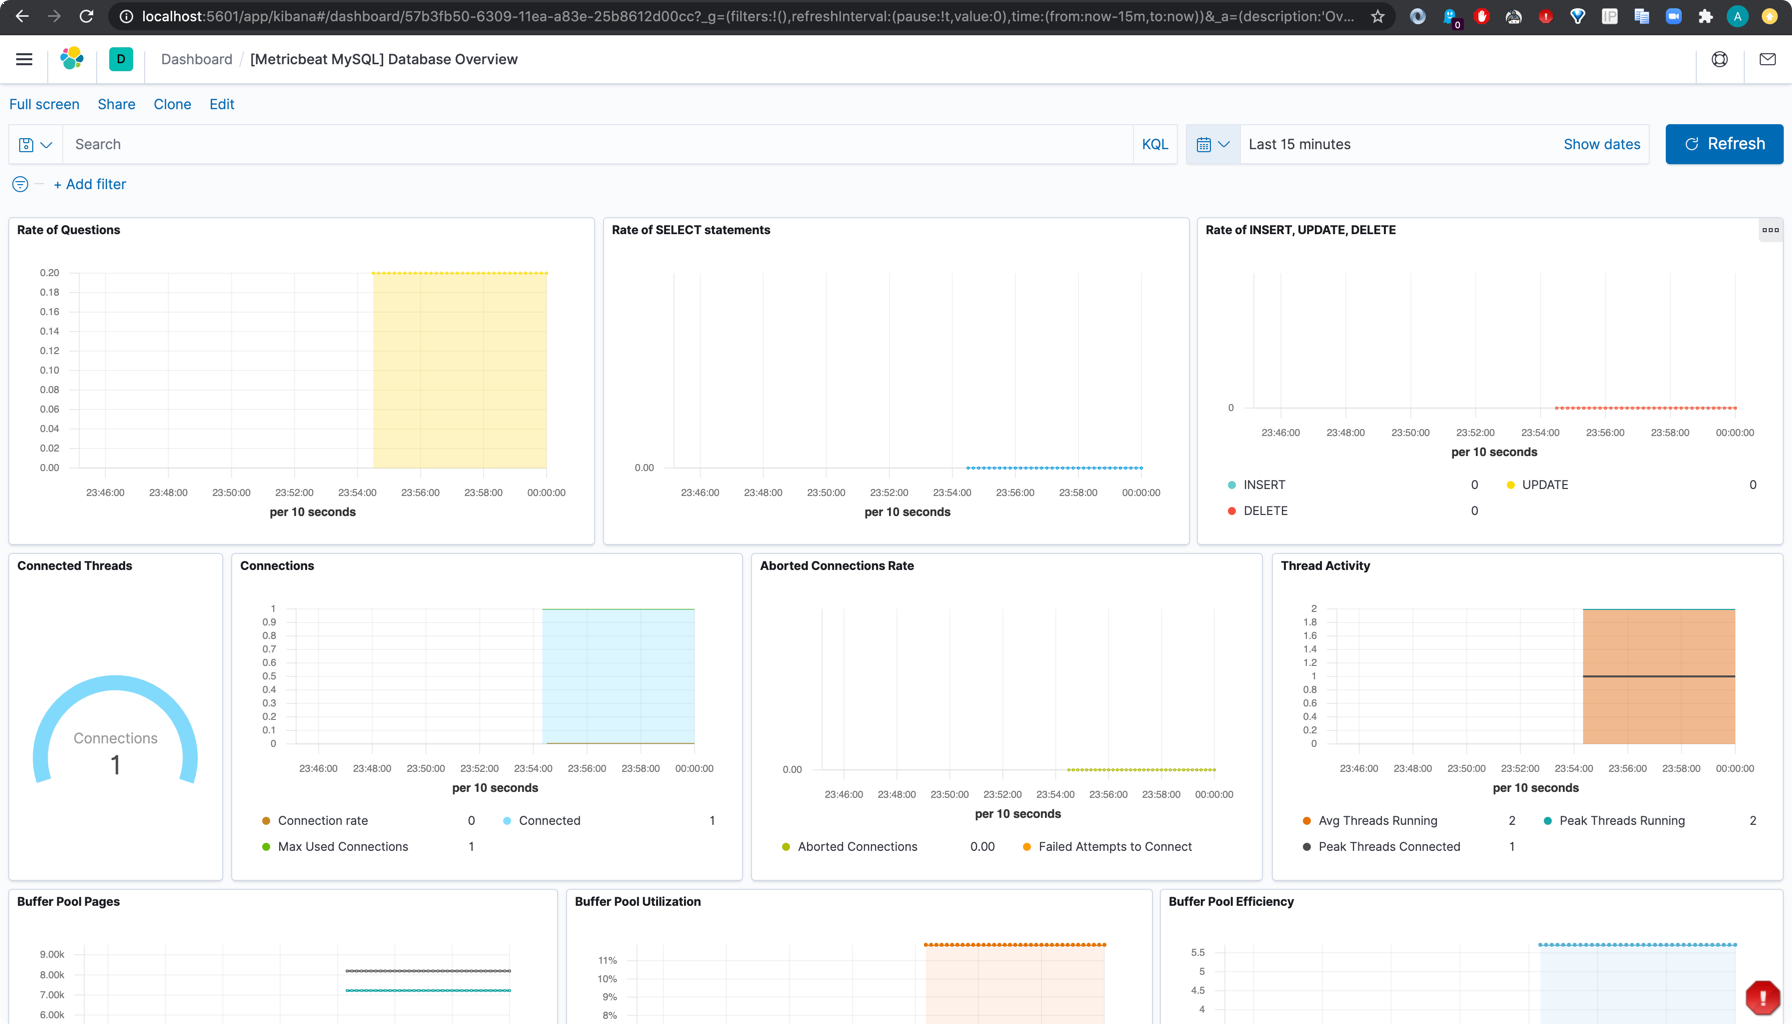 localhost:5601/app/kibana#/dashboard/57b3fb50-6309-11ea-a83e-25b8612d00cc?_g=(filters:!(),refreshInterval:(pause:!t,value:0),time:(from:now-15m,to:now))&_a=(description:'Ov...
0
IP
A
D
Dashboard / [Metricbeat MySQL] Database Overview
Full screen Share Clone Edit
Search KQL Last 15 minutes Show dates Refresh
+ Add filter
Rate of Questions
0.20
0.18
0.16
0.14
0.12
0.10
0.08
0.06
0.04
0.02
0.00
23:46:00 23:48:00 23:50:00 23:52:00 23:54:00 23:56:00 23:58:00 00:00:00
per 10 seconds
Rate of SELECT statements
0.00
23:46:00 23:48:00 23:50:00 23:52:00 23:54:00 23:56:00 23:58:00 00:00:00
per 10 seconds
Rate of INSERT, UPDATE, DELETE
0
23:46:00 23:48:00 23:50:00 23:52:00 23:54:00 23:56:00 23:58:00 00:00:00
per 10 seconds
INSERT 0 UPDATE 0
DELETE 0
Connected Threads
Connections
1
Connections
1
0.9
0.8
0.7
0.6
0.5
0.4
0.3
0.2
0.1
0
23:46:00 23:48:00 23:50:00 23:52:00 23:54:00 23:56:00 23:58:00 00:00:00
per 10 seconds
Connection rate 0 Connected 1
Max Used Connections 1
Aborted Connections Rate
0.00
23:46:00 23:48:00 23:50:00 23:52:00 23:54:00 23:56:00 23:58:00 00:00:00
per 10 seconds
Aborted Connections 0.00 Failed Attempts to Connect
Thread Activity
2
1.8
1.6
1.4
1.2
1
0.8
0.6
0.4
0.2
0
23:46:00 23:48:00 23:50:00 23:52:00 23:54:00 23:56:00 23:58:00 00:00:00
per 10 seconds
Avg Threads Running 2 Peak Threads Running 2
Peak Threads Connected 1
Buffer Pool Pages
9.00k
8.00k
7.00k
6.00k
Buffer Pool Utilization
11%
10%
9%
8%
Buffer Pool Efficiency
5.5
5
4.5
4